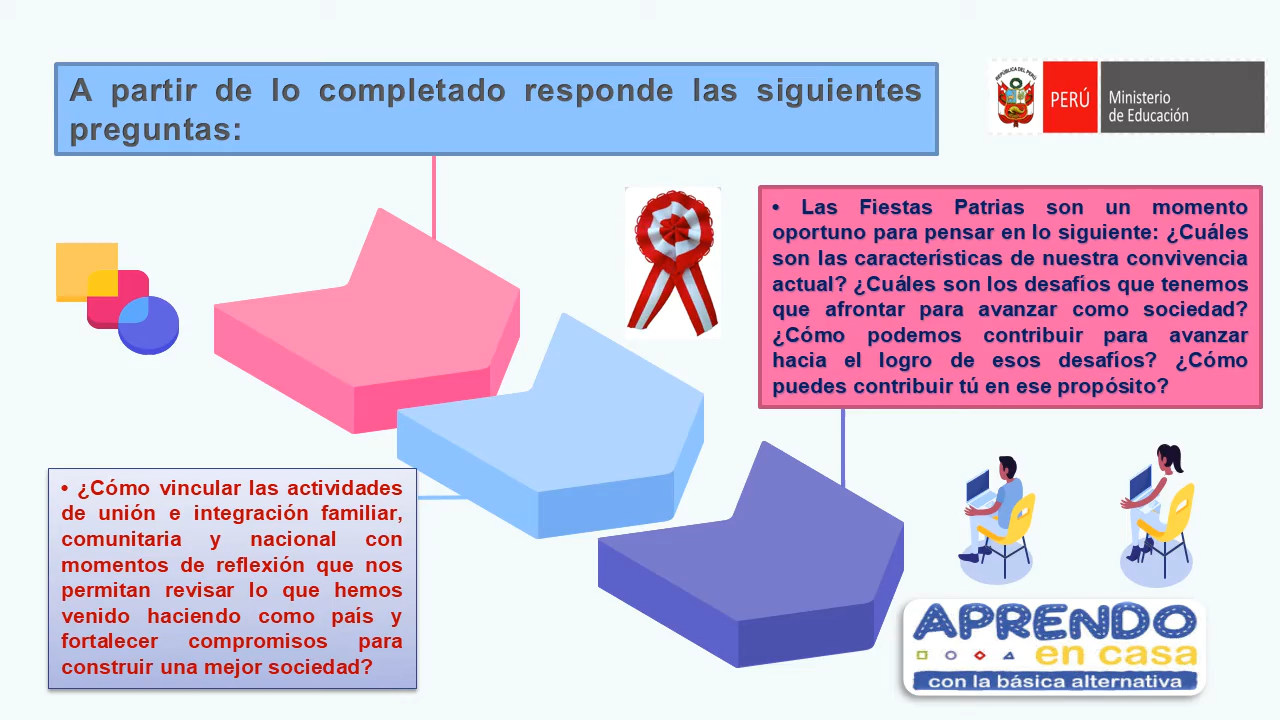 A partir de lo completado responde las siguientes
preguntas:
REPÚBLICA DEL PERÚ
PERÚ
Ministerio
de Educación
• Las Fiestas Patrias son un momento
oportuno para pensar en lo siguiente: ¿Cuáles
son las características de nuestra convivencia
actual? ¿Cuáles son los desafíos que tenemos
que afrontar para avanzar como sociedad?
¿Cómo podemos contribuir para avanzar
hacia el logro de esos desafíos? ¿Cómo
puedes contribuir tú en ese propósito?
• ¿Cómo vincular las actividades
de unión e integración familiar,
comunitaria y nacional con
momentos de reflexión que nos
permitan revisar lo que hemos
venido haciendo como país y
fortalecer compromisos para
construir una mejor sociedad?
APRENDO
en casa
con la básica alternativa